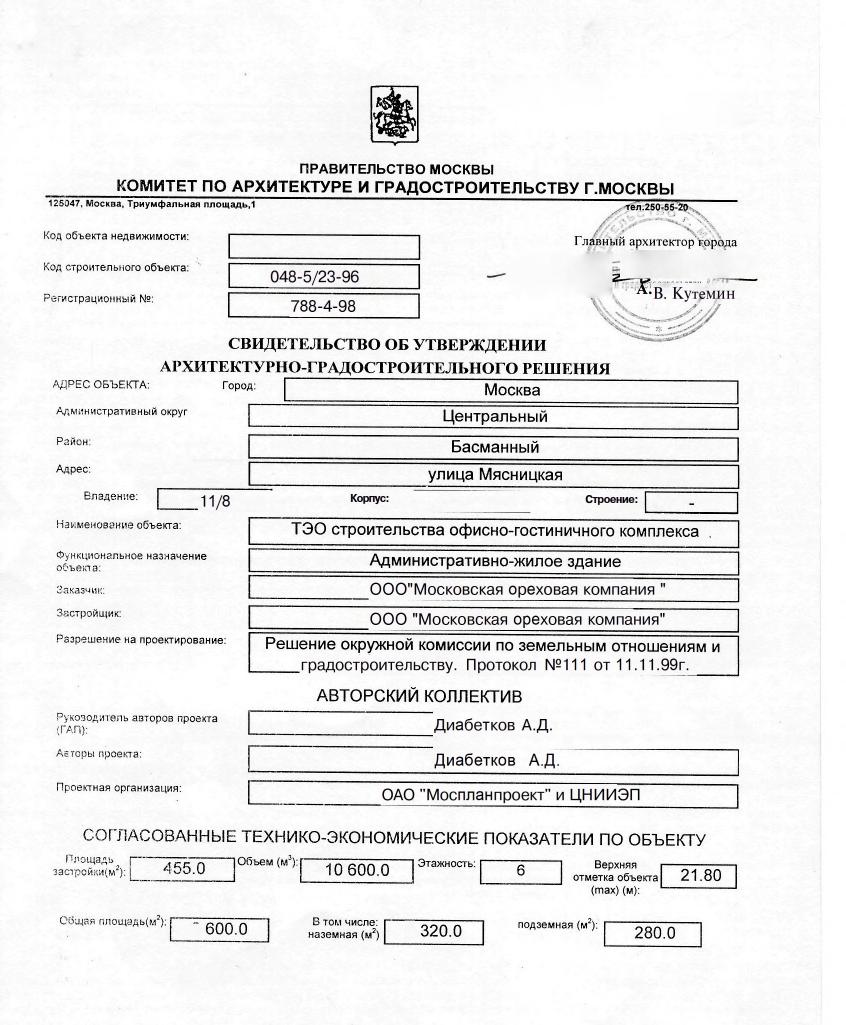 ПРАВИТЕЛЬСТВО МОСКВЫ
КОМИТЕТ ПО АРХИТЕКТУРЕ И ГРАДОСТРОИТЕЛЬСТВУ Г.МОСКВЫ
125047, Москва, Триумфальная площадь,1 тел.250-55-20
Код объекта недвижимости:
Главный архитектор города
Код строительного объекта: 048-5/23-96
А.В. Кутемин
Регистрационный №: 788-4-98
СВИДЕТЕЛЬСТВО ОБ УТВЕРЖДЕНИИ
АРХИТЕКТУРНО-ГРАДОСТРОИТЕЛЬНОГО РЕШЕНИЯ
АДРЕС ОБЪЕКТА: Город: Москва
Административный округ Центральный
Район: Басманный
Адрес: улица Мясницкая
Владение: 11/8 Корпус: Строение: -
Наименование объекта: ТЭО строительства офисно-гостиничного комплекса
Функциональное назначение
объекта: Административно-жилое здание
Заказчик: ООО"Московская ореховая компания "
Застройщик: ООО "Московская ореховая компания"
Разрешение на проектирование: Решение окружной комиссии по земельным отношениям и
градостроительству. Протокол №111 от 11.11.99г.
АВТОРСКИЙ КОЛЛЕКТИВ
Руководитель авторов проекта
(ГАП): Диабетков А.Д.
Авторы проекта: Диабетков А.Д.
Проектная организация: ОАО "Моспланпроект" и ЦНИИЭП
СОГЛАСОВАННЫЕ ТЕХНИКО-ЭКОНОМИЧЕСКИЕ ПОКАЗАТЕЛИ ПО ОБЪЕКТУ
Площадь
застройки(м²): 455.0 Объем (м³): 10 600.0 Этажность: 6 Верхняя
отметка объекта
(max) (м): 21.80
Общая площадь(м²): 600.0 В том числе:
наземная (м²) 320.0 подземная (м²): 280.0